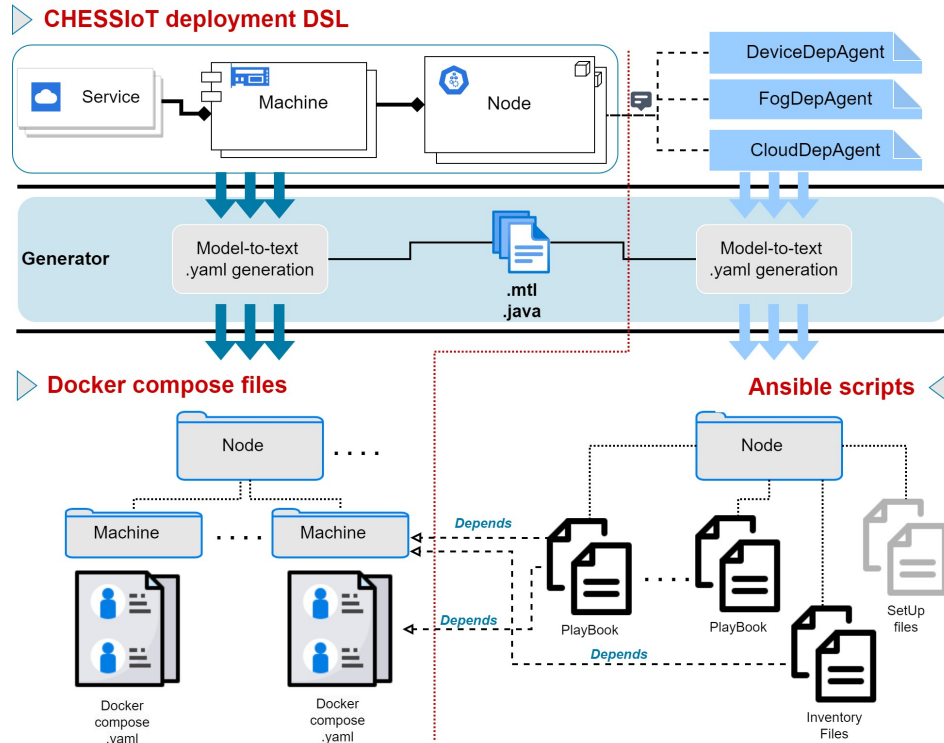 CHESSIoT deployment DSL
Service
Machine
Node
DeviceDepAgent
FogDepAgent
CloudDepAgent
Generator
Model-to-text
.yaml generation
.mtl
.java
Model-to-text
.yaml generation
Docker compose files
Ansible scripts
Node
. . . .
Node
Machine
. . . .
Machine
Depends
Depends
Depends
PlayBook
. . . .
PlayBook
SetUp
files
Inventory
Files
Docker
compose
.yaml
Docker
compose
.yaml